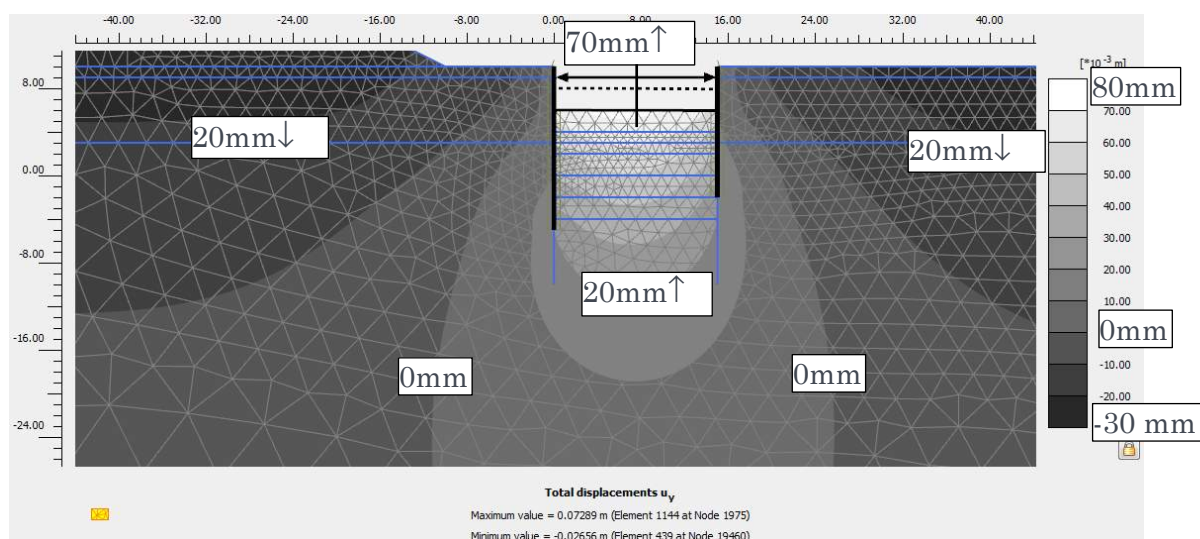 -40.00 -32.00 -24.00 -16.00 -8.00 0.00 8.00 16.00 24.00 32.00 40.00
70mm↑
[*10⁻³ m]
8.00
80mm
70.00
20mm↓
20mm↓
60.00
50.00
0.00
40.00
30.00
-8.00
20.00
20mm↑
10.00
-16.00
0mm
0mm
0mm
-10.00
-20.00
-24.00
-30 mm
Total displacements uᵧ
Maximum value = 0.07289 m (Element 1144 at Node 1975)
Minimum value = -0.02656 m (Element 439 at Node 19460)